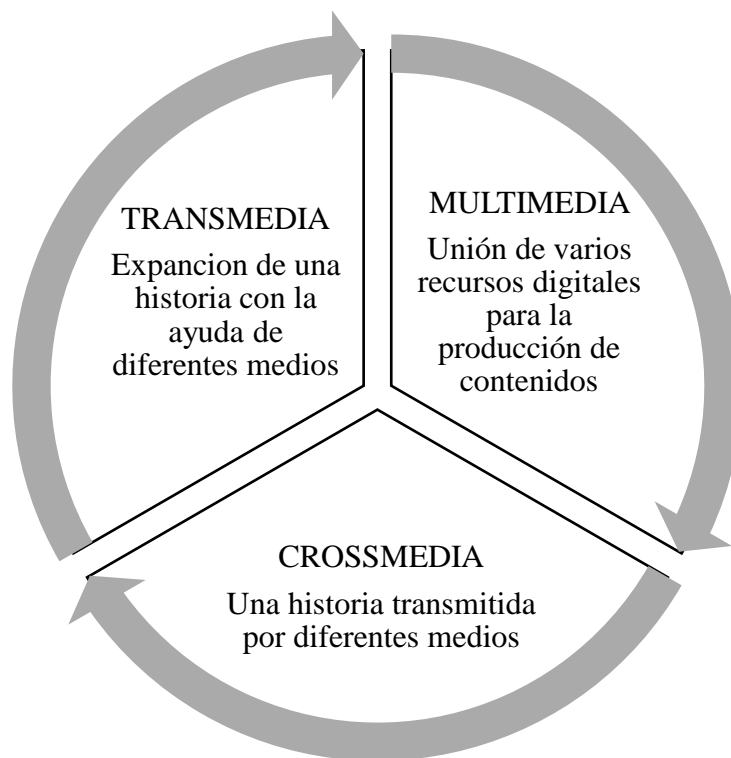 TRANSMEDIA
Expancion de una
historia con la
ayuda de
diferentes medios
MULTIMEDIA
Unión de varios
recursos digitales
para la
producción de
contenidos
CROSSMEDIA
Una historia transmitida
por diferentes medios